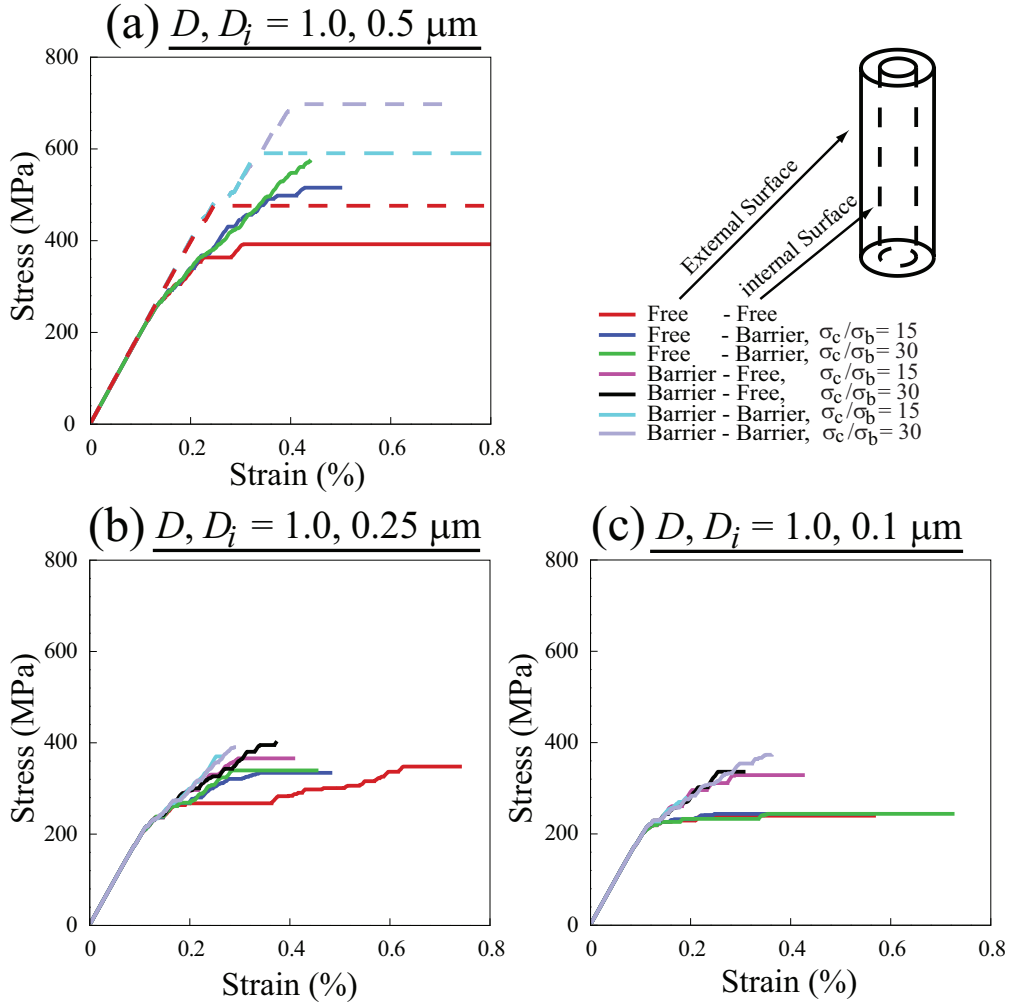 (a) D, Di = 1.0, 0.5 μm
800
600
400
200
0
Stress (MPa)
0 0.2 0.4 0.6 0.8
Strain (%)
External Surface
internal Surface
Free - Free
Free - Barrier, σc/σb = 15
Free - Barrier, σc/σb = 30
Barrier - Free, σc/σb = 15
Barrier - Free, σc/σb = 30
Barrier - Barrier, σc/σb = 15
Barrier - Barrier, σc/σb = 30
(b) D, Di = 1.0, 0.25 μm
800
600
400
200
0
Stress (MPa)
0 0.2 0.4 0.6 0.8
Strain (%)
(c) D, Di = 1.0, 0.1 μm
800
600
400
200
0
Stress (MPa)
0 0.2 0.4 0.6 0.8
Strain (%)